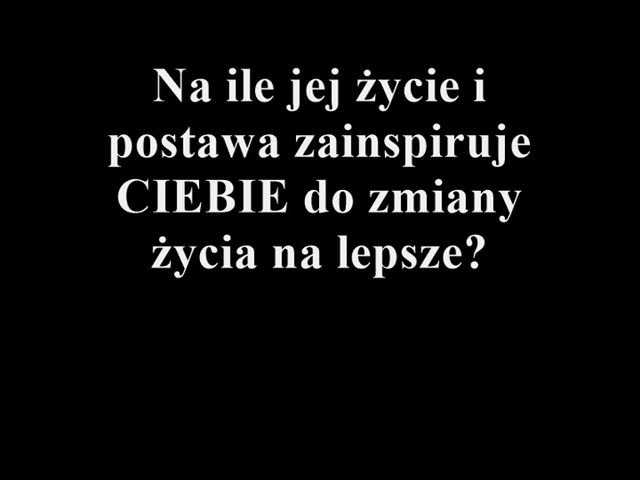 Na ile jej życie i
postawa zainspiruje
CIEBIE do zmiany
życia na lepsze?